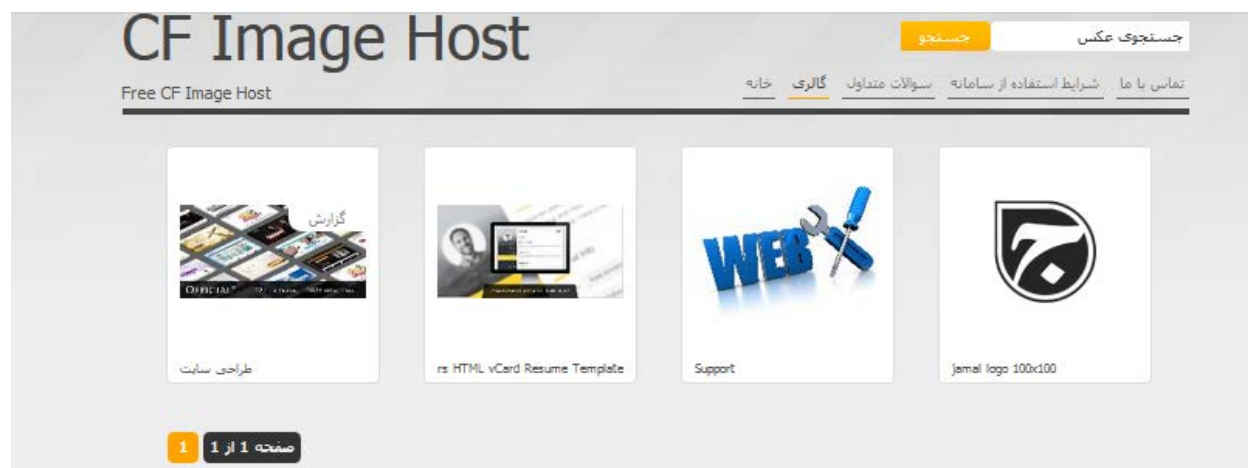 CF Image Host
Free CF Image Host
جستجوی عکس
جستجو
خانه
گالری
سوالات متداول
شرایط استفاده از سامانه
تماس با ما
گزارش
OFFICIAL
طراحی سایت
rs HTML vCard Resume Template
WEB
Support
ج
jamal logo 100x100
صفحه 1 از 1
1